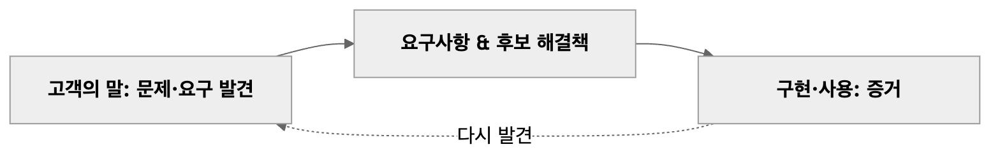 요구사항 & 후보 해결책
고객의 말: 문제·요구 발견
구현·사용: 증거
다시 발견